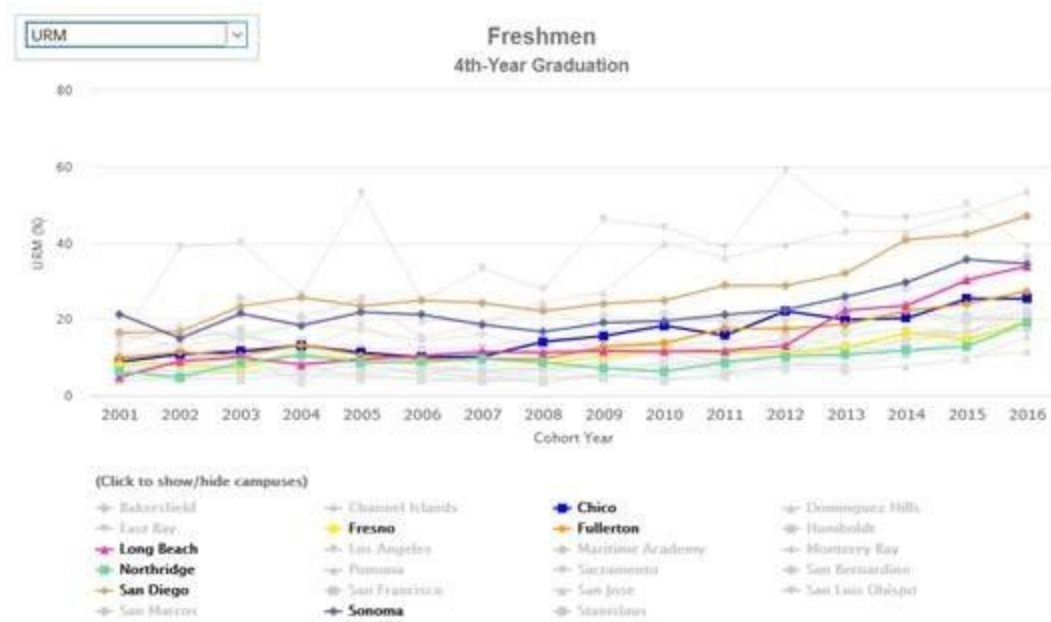 URM
Freshmen
4th-Year Graduation
80
60
40
20
0
URM (%)
2001 2002 2003 2004 2005 2006 2007 2008 2009 2010 2011 2012 2013 2014 2015 2016
Cohort Year
(Click to show/hide campuses)
Bakersfield Channel Islands Chico Dominguez Hills
East Bay Fresno Fullerton Humboldt
Long Beach Los Angeles Maritime Academy Monterey Bay
Northridge Pomona Sacramento San Bernardino
San Diego San Francisco San Jose San Luis Obispo
San Marcos Sonoma Stanislaus